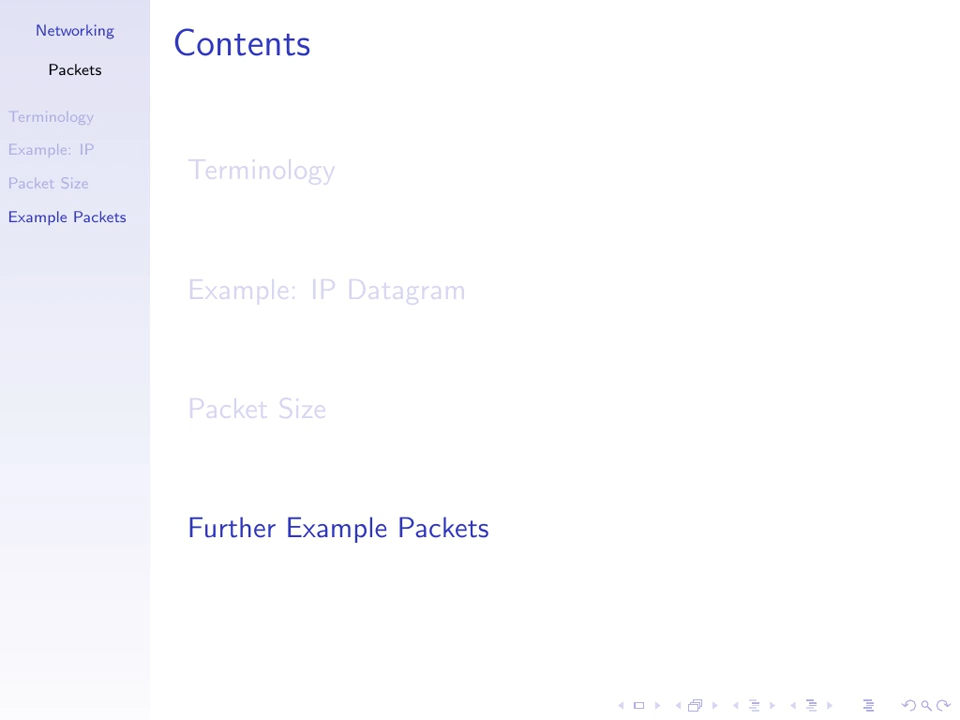 Networking
Packets
Terminology
Example: IP
Packet Size
Example Packets
Contents
Terminology
Example: IP Datagram
Packet Size
Further Example Packets